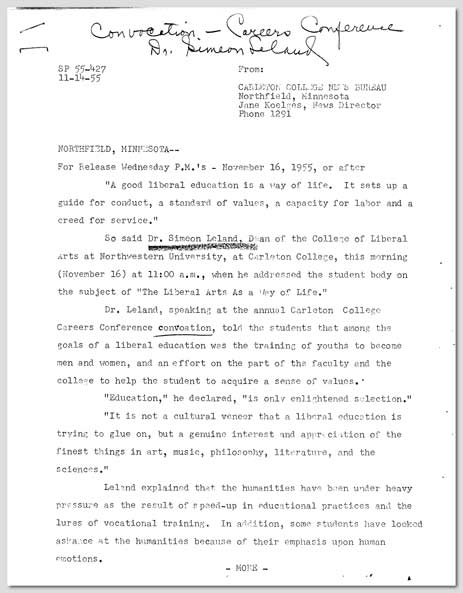 Convocation - Careers Conference
Dr. Simeon Leland
SP 55-427
11-14-55
From:
CARLETON COLLEGE NEWS BUREAU
Northfield, Minnesota
Jane Koelges, News Director
Phone 1291
NORTHFIELD, MINNESOTA--
For Release Wednesday P.M.'s - November 16, 1955, or after
"A good liberal education is a way of life. It sets up a
guide for conduct, a standard of values, a capacity for labor and a
creed for service."
So said Dr. Simeon Leland, Dean of the College of Liberal
Arts at Northwestern University, at Carleton College, this morning
(November 16) at 11:00 a.m., when he addressed the student body on
the subject of "The Liberal Arts As a Way of Life."
Dr. Leland, speaking at the annual Carleton College
Careers Conference convoation, told the students that among the
goals of a liberal education was the training of youths to become
men and women, and an effort on the part of the faculty and the
college to help the student to acquire a sense of values.
"Education," he declared, "is only enlightened selection."
"It is not a cultural veneer that a liberal education is
trying to glue on, but a genuine interest and appreciation of the
finest things in art, music, philosophy, literature, and the
sciences."
Leland explained that the humanities have been under heavy
pressure as the result of speed-up in educational practices and the
lures of vocational training. In addition, some students have looked
askance at the humanities because of their emphasis upon human
emotions.
- MORE -